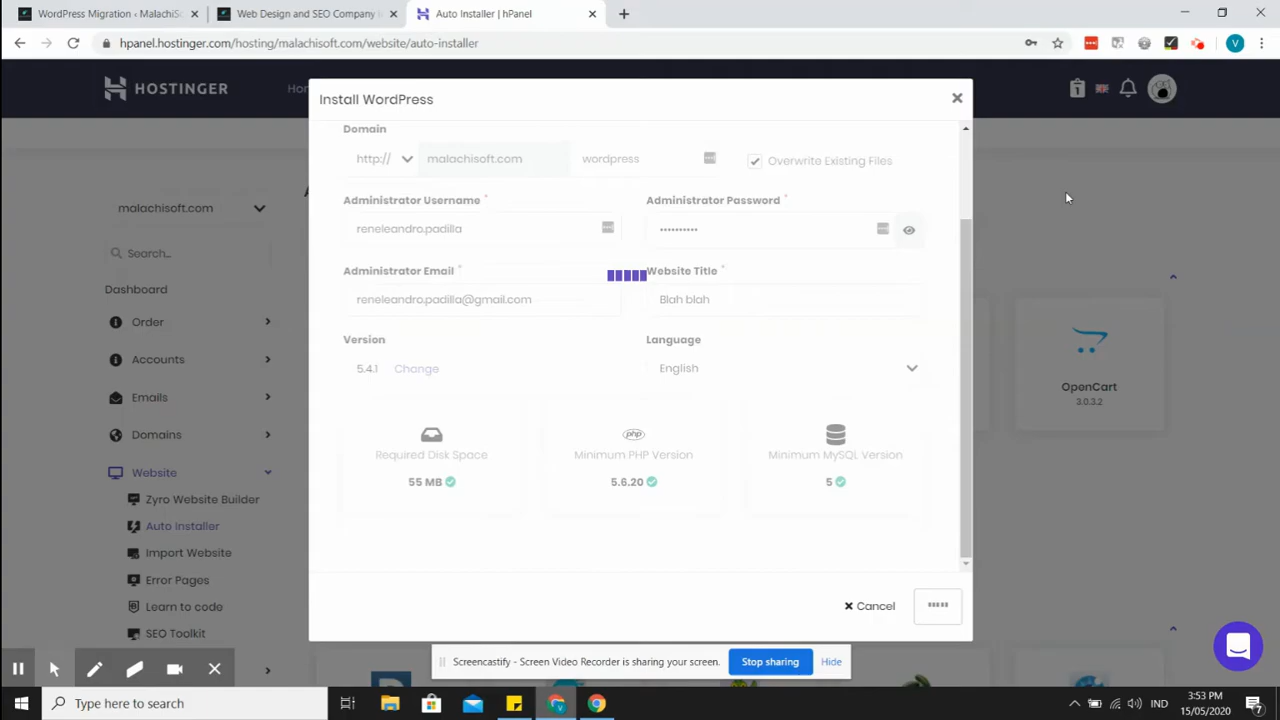 WordPress Migration ‹ MalachiSo
Web Design and SEO Company i
Auto Installer | hPanel
hpanel.hostinger.com/hosting/malachisoft.com/website/auto-installer
V
HOSTINGER
Ho
1
Install WordPress
Domain
http://
malachisoft.com
wordpress
Overwrite Existing Files
Administrator Username *
Administrator Password *
reneleandro.padilla
••••••••••
Administrator Email *
Website Title *
reneleandro.padilla@gmail.com
Blah blah
Version
Language
5.4.1 Change
English
php
Required Disk Space
Minimum PHP Version
Minimum MySQL Version
55 MB
5.6.20
5
Cancel
malachisoft.com
Search...
Dashboard
Order
Accounts
Emails
Domains
Website
Zyro Website Builder
Auto Installer
Import Website
Error Pages
Learn to code
SEO Toolkit
OpenCart
3.0.3.2
Screencastify - Screen Video Recorder is sharing your screen.
Stop sharing
Hide
Type here to search
IND
3:53 PM
15/05/2020
7